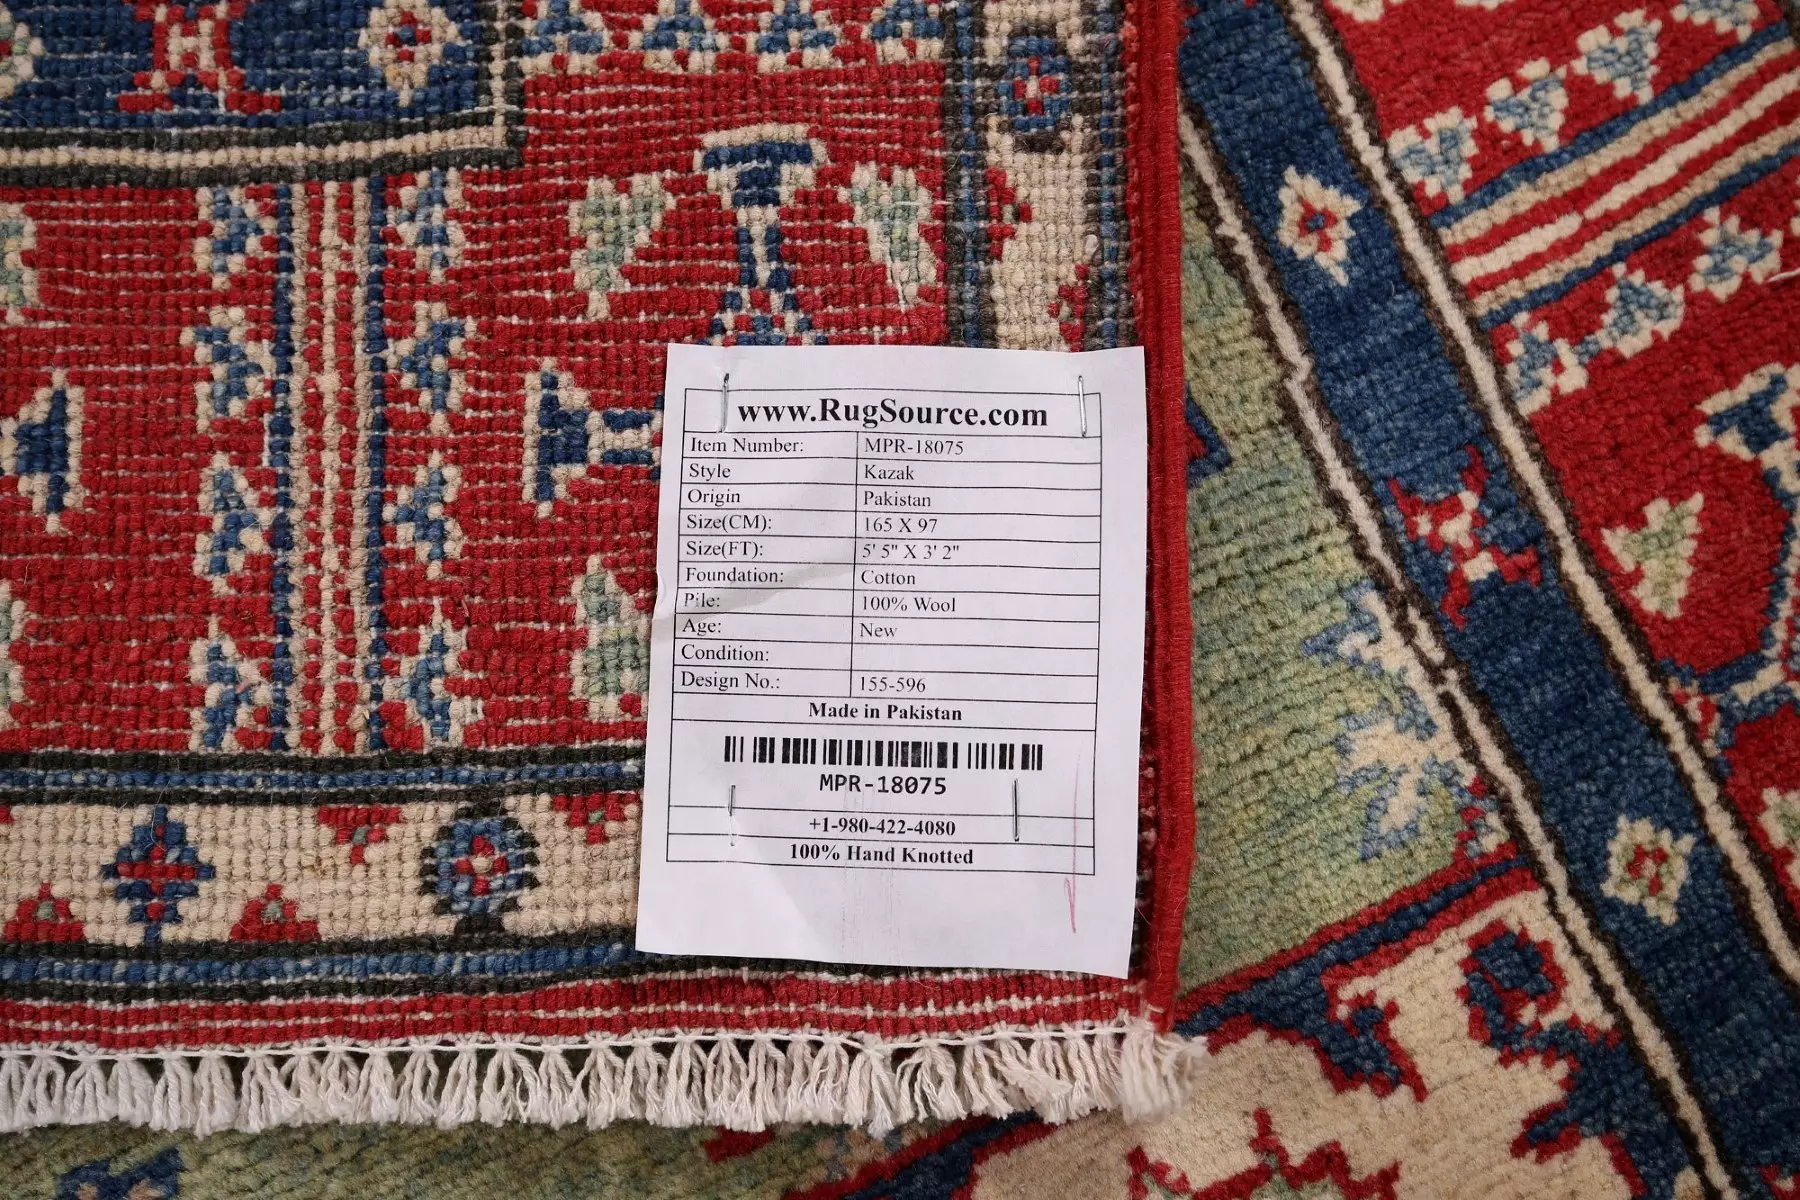 www.RugSource.com
Item Number: MPR-18075
Style Kazak
Origin Pakistan
Size(CM): 165 X 97
Size(FT): 5' 5" X 3' 2"
Foundation: Cotton
Pile: 100% Wool
Age: New
Condition:
Design No.: 155-596
Made in Pakistan
MPR-18075
+1-980-422-4080
100% Hand Knotted